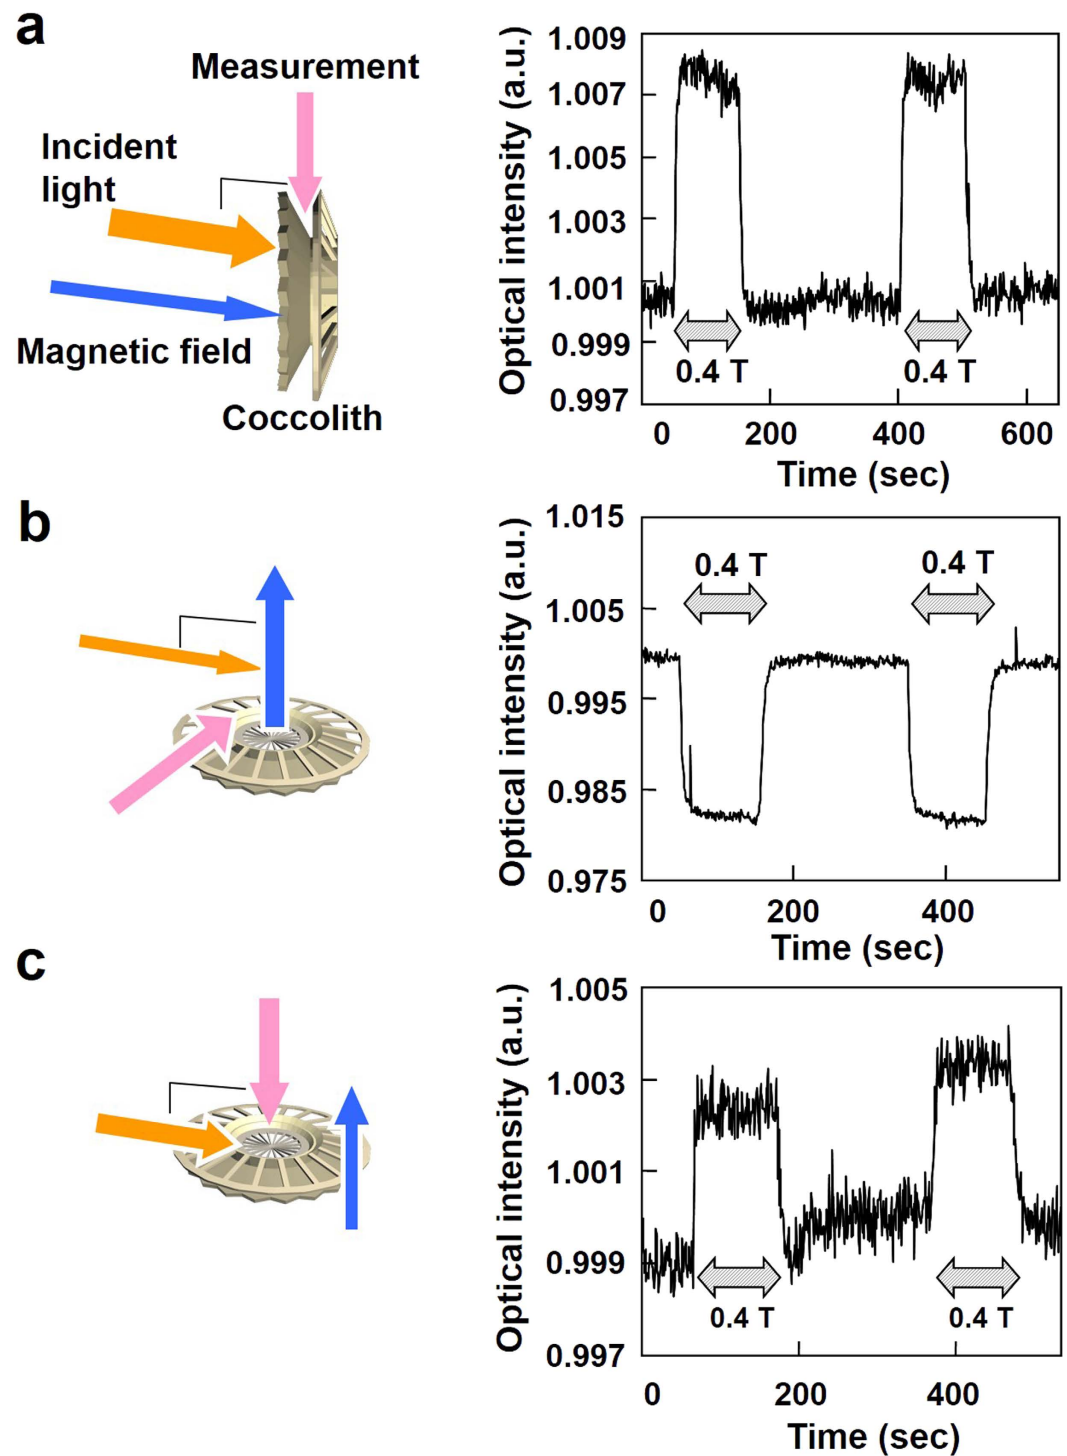 a
Measurement
Incident
light
Magnetic field
Coccolith
Optical intensity (a.u.)
1.009
1.007
1.005
1.003
1.001
0.999
0.997
0.4 T
0.4 T
0 200 400 600
Time (sec)
b
Optical intensity (a.u.)
1.015
1.005
0.995
0.985
0.975
0.4 T
0.4 T
0 200 400
Time (sec)
c
Optical intensity (a.u.)
1.005
1.003
1.001
0.999
0.997
0.4 T
0.4 T
0 200 400
Time (sec)